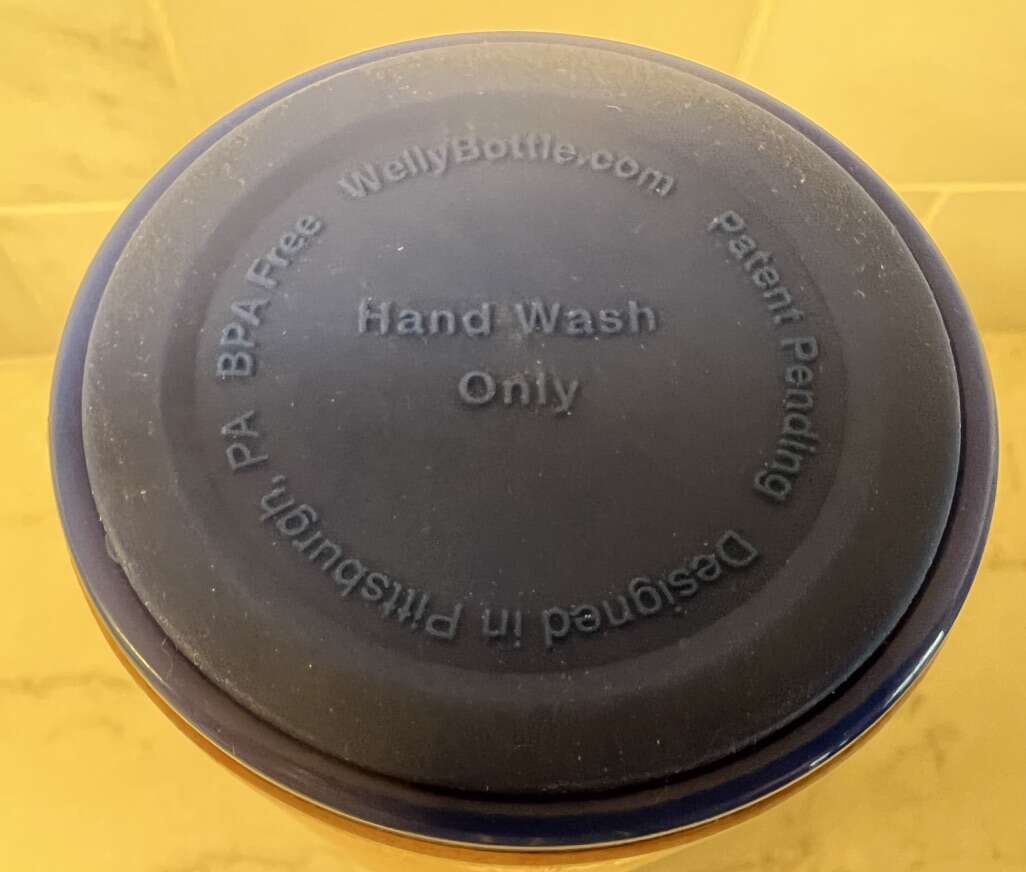 WellyBottle.com
Patent Pending
Designed in Pittsburgh, PA
BPA Free
Hand Wash
Only